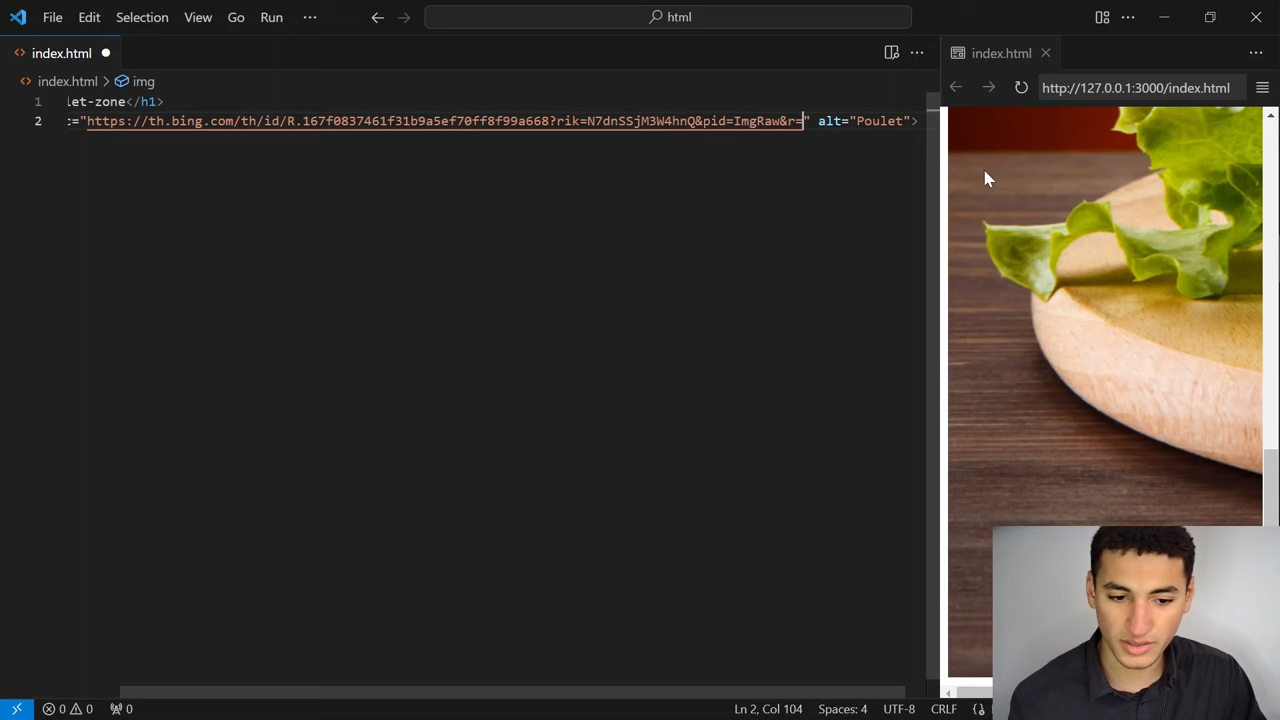 File Edit Selection View Go Run ... html
index.html ● index.html
index.html > img http://127.0.0.1:3000/index.html
1 let-zone</h1>
2 c="https://th.bing.com/th/id/R.167f0837461f31b9a5ef70ff8f99a668?rik=N7dnSSjM3W4hnQ&pid=ImgRaw&r=" alt="Poulet">
0 0 0 Ln 2, Col 104 Spaces: 4 UTF-8 CRLF